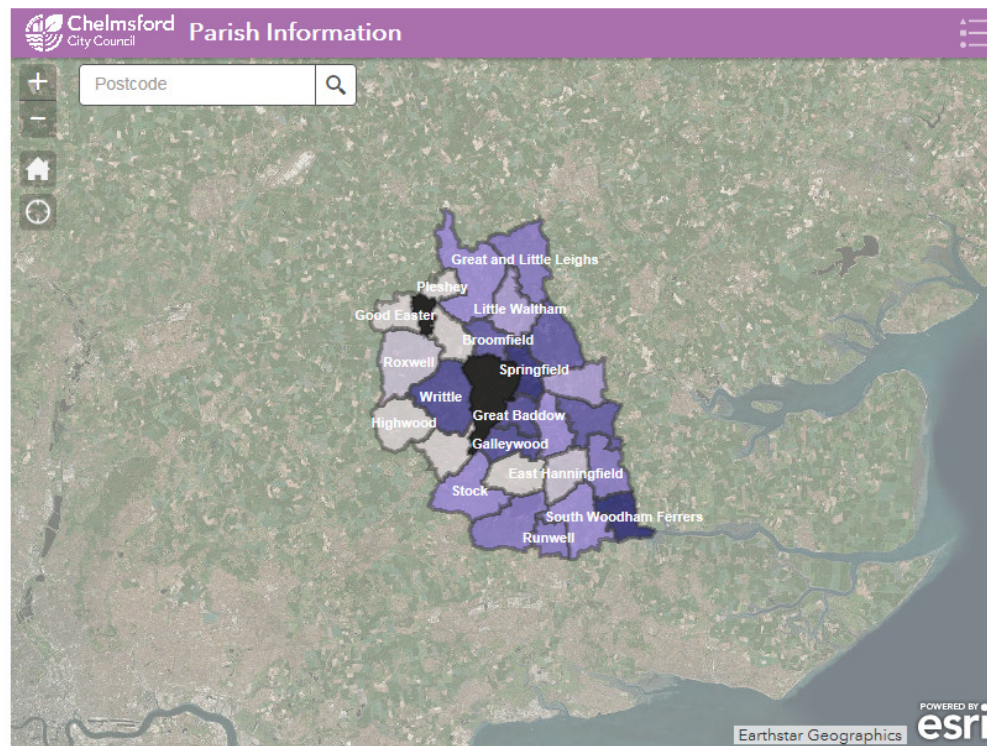 Chelmsford
City Council
Parish Information
Postcode
Great and Little Leighs
Pleshey
Little Waltham
Good Easter
Broomfield
Roxwell
Springfield
Writtle
Great Baddow
Highwood
Galleywood
East Hanningfield
Stock
South Woodham Ferrers
Runwell
POWERED BY
esri
Earthstar Geographics